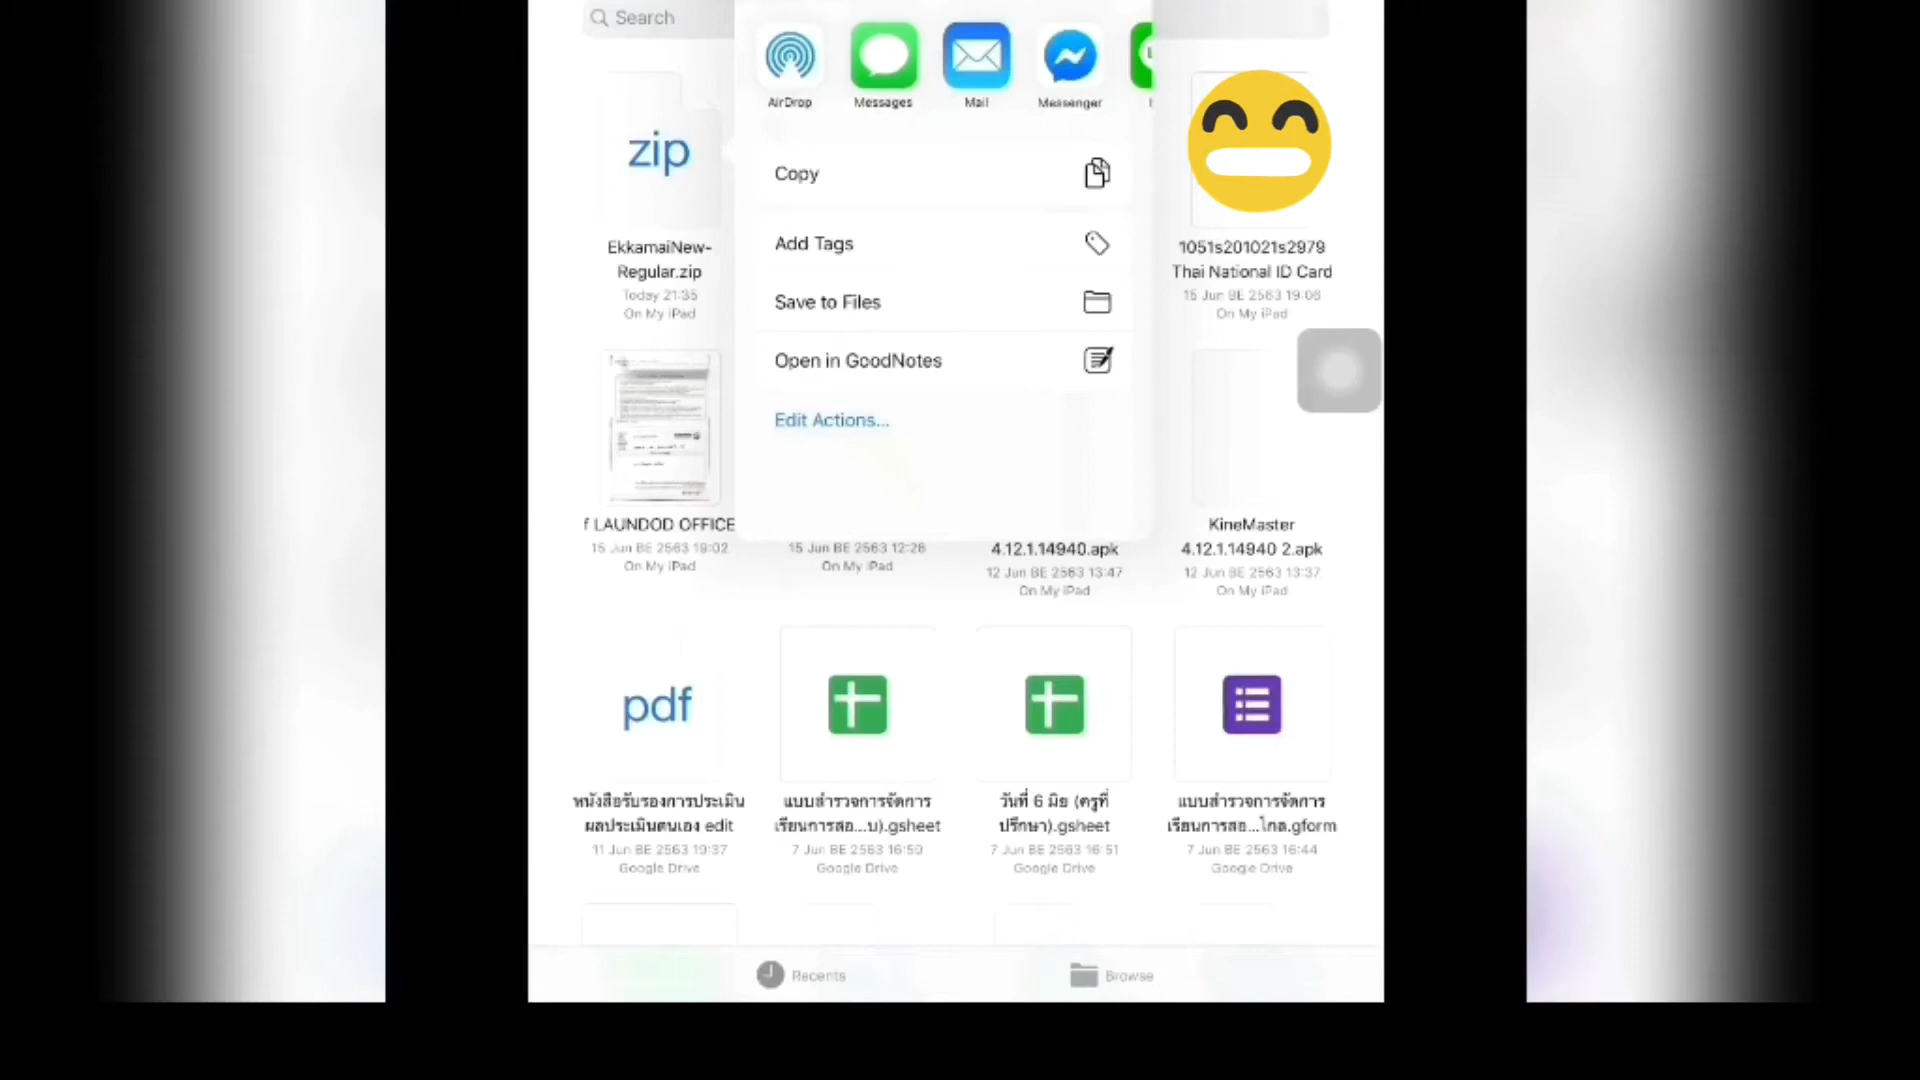 Search
AirDrop
Messages
Mail
Messenger
Copy
Add Tags
Save to Files
Open in GoodNotes
Edit Actions...
zip
EkkamaiNew-
Regular.zip
Today 21:35
On My iPad
1051s201021s2979
Thai National ID Card
15 Jun BE 2563 19:06
On My iPad
f LAUNDOD OFFICE
15 Jun BE 2563 19:02
On My iPad
15 Jun BE 2563 12:26
On My iPad
4.12.1.14940.apk
12 Jun BE 2563 13:47
On My iPad
KineMaster
4.12.1.14940 2.apk
12 Jun BE 2563 13:37
On My iPad
pdf
หนังสือรับรองการประเมิน
ผลประเมินตนเอง edit
11 Jun BE 2563 19:37
Google Drive
แบบสำรวจการจัดการ
เรียนการสอ...บ).gsheet
7 Jun BE 2563 16:59
Google Drive
วันที่ 6 มิย (ครูที่
ปรึกษา).gsheet
7 Jun BE 2563 16:51
Google Drive
แบบสำรวจการจัดการ
เรียนการสอ...ไกล.gform
7 Jun BE 2563 16:44
Google Drive
Recents
Browse